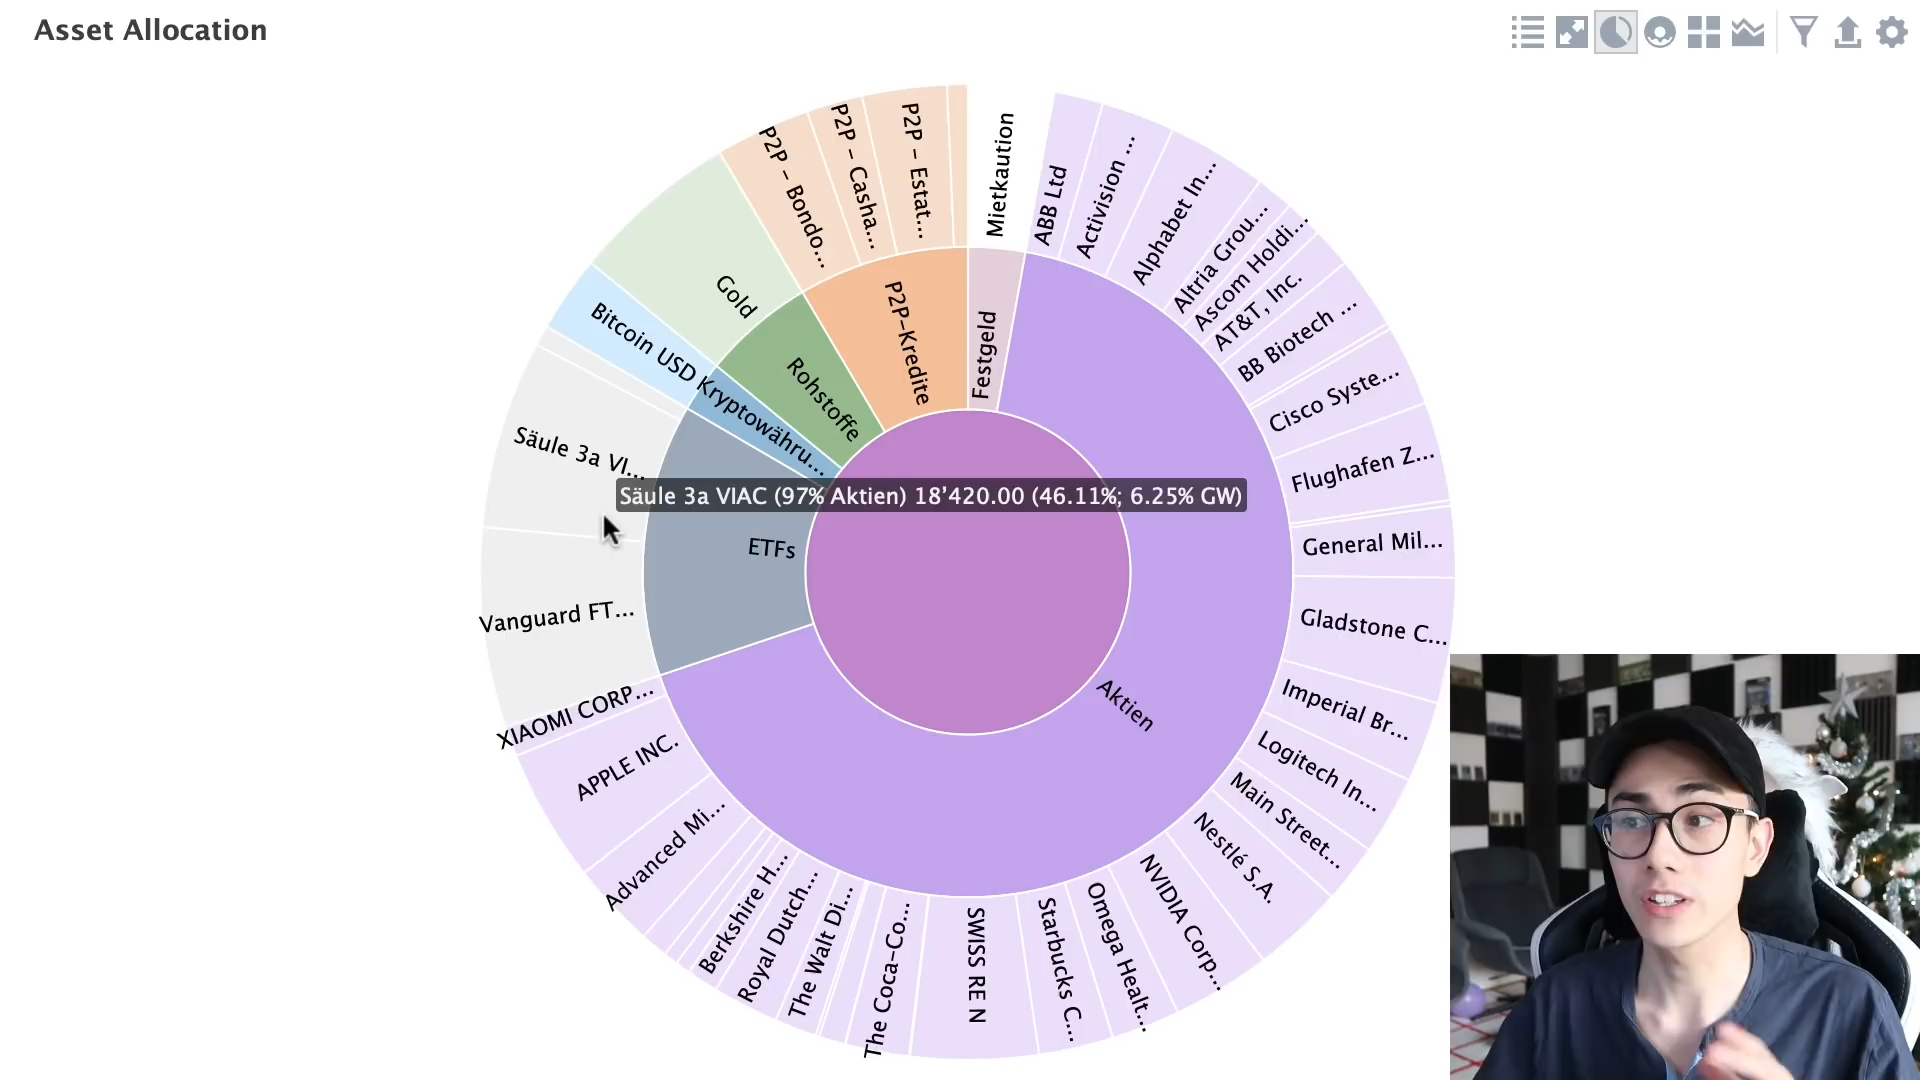 Asset Allocation
Mietkaution
ABB Ltd
Activision ...
Alphabet In...
Altria Grou...
Ascom Holdi...
AT&T, Inc.
BB Biotech ...
Cisco Syste...
Flughafen Z...
General Mil...
Gladstone C...
Imperial Br...
Logitech In...
Main Street...
Nestlé S.A.
NVIDIA Corp...
Omega Healt...
Starbucks C...
SWISS RE N
The Coca-Co...
The Walt Di...
Royal Dutch...
Berkshire H...
Advanced Mi...
APPLE INC.
XIAOMI CORP...
Vanguard FT...
Säule 3a VI...
Bitcoin USD
Gold
P2P - Bondo...
P2P - Casha...
P2P - Estat...
Festgeld
Aktien
ETFs
Kryptowähru...
Rohstoffe
P2P-Kredite
Säule 3a VIAC (97% Aktien) 18’420.00 (46.11%; 6.25% GW)